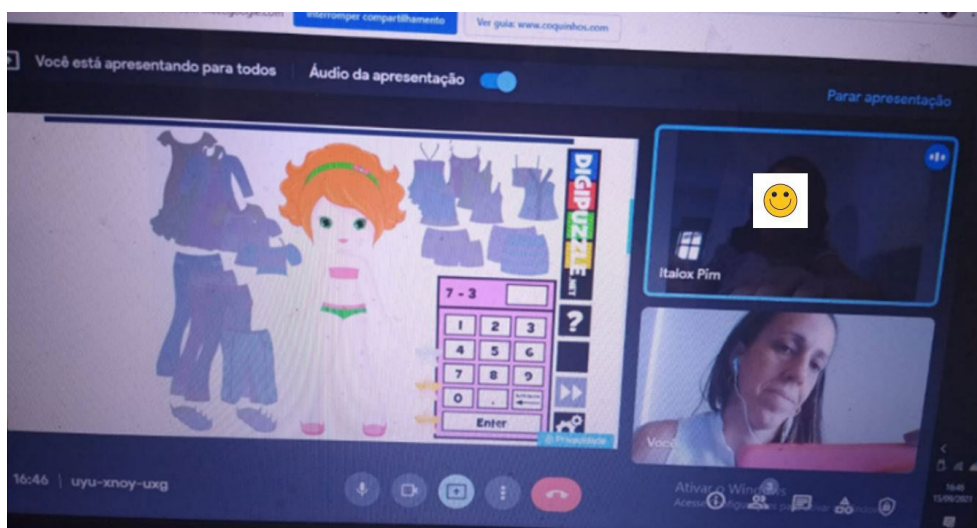 Interromper compartilhamento
Ver guia: www.coquinhos.com
Você está apresentando para todos
Áudio da apresentação
Parar apresentação
DIGIPUZZLE.NET
7 - 3
?
1 2 3
4 5 6
7 8 9
0 .
Enter
Privacidade
Italox Pim
Você
16:46 | uyu-xnoy-uxg
3
Ativar o Windows
16:46
15/09/2021